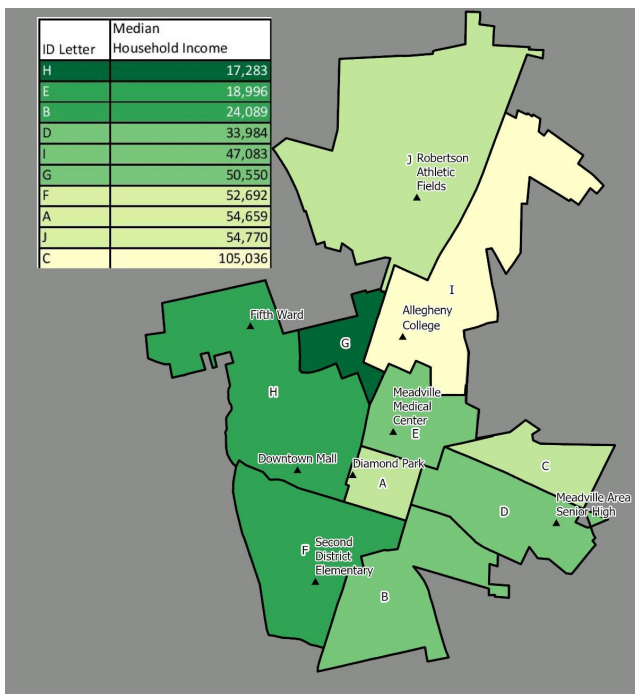 ID Letter Median
Household Income
H 17,283
E 18,996
B 24,089
D 33,984
I 47,083
G 50,550
F 52,692
A 54,659
J 54,770
C 105,036
J Robertson
Athletic
Fields
I
Allegheny
College
Fifth Ward
G
H
Meadville
Medical
Center
E
Downtown Mall
Diamond Park
A
C
D
Meadville Area
Senior High
F Second
District
Elementary
B